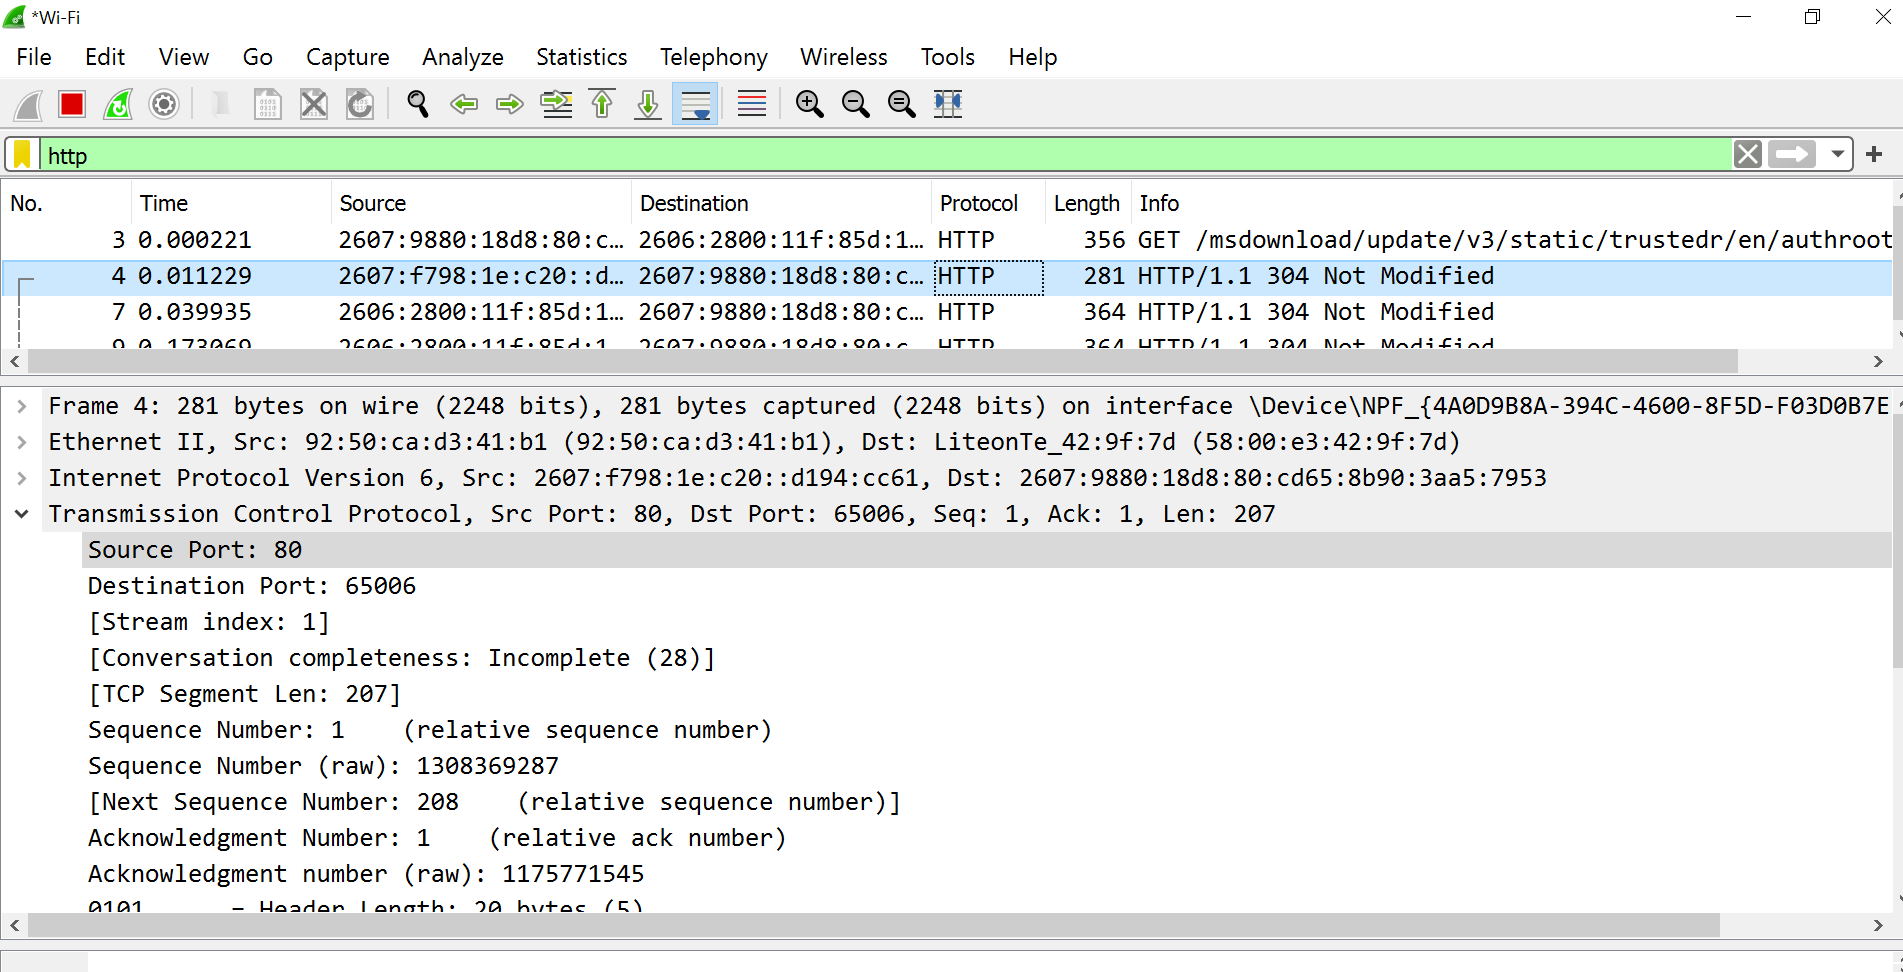 *Wi-Fi
File Edit View Go Capture Analyze Statistics Telephony Wireless Tools Help
http
No. Time Source Destination Protocol Length Info
3 0.000221 2607:9880:18d8:80:c… 2606:2800:11f:85d:1… HTTP 356 GET /msdownload/update/v3/static/trustedr/en/authroot
4 0.011229 2607:f798:1e:c20::d… 2607:9880:18d8:80:c… HTTP 281 HTTP/1.1 304 Not Modified
7 0.039935 2606:2800:11f:85d:1… 2607:9880:18d8:80:c… HTTP 364 HTTP/1.1 304 Not Modified
9 0.173069 2606:2800:11f:85d:1… 2607:9880:18d8:80:c… HTTP 364 HTTP/1.1 304 Not Modified
Frame 4: 281 bytes on wire (2248 bits), 281 bytes captured (2248 bits) on interface \Device\NPF_{4A0D9B8A-394C-4600-8F5D-F03D0B7E
Ethernet II, Src: 92:50:ca:d3:41:b1 (92:50:ca:d3:41:b1), Dst: LiteonTe_42:9f:7d (58:00:e3:42:9f:7d)
Internet Protocol Version 6, Src: 2607:f798:1e:c20::d194:cc61, Dst: 2607:9880:18d8:80:cd65:8b90:3aa5:7953
Transmission Control Protocol, Src Port: 80, Dst Port: 65006, Seq: 1, Ack: 1, Len: 207
Source Port: 80
Destination Port: 65006
[Stream index: 1]
[Conversation completeness: Incomplete (28)]
[TCP Segment Len: 207]
Sequence Number: 1 (relative sequence number)
Sequence Number (raw): 1308369287
[Next Sequence Number: 208 (relative sequence number)]
Acknowledgment Number: 1 (relative ack number)
Acknowledgment number (raw): 1175771545
0101 .... = Header Length: 20 bytes (5)